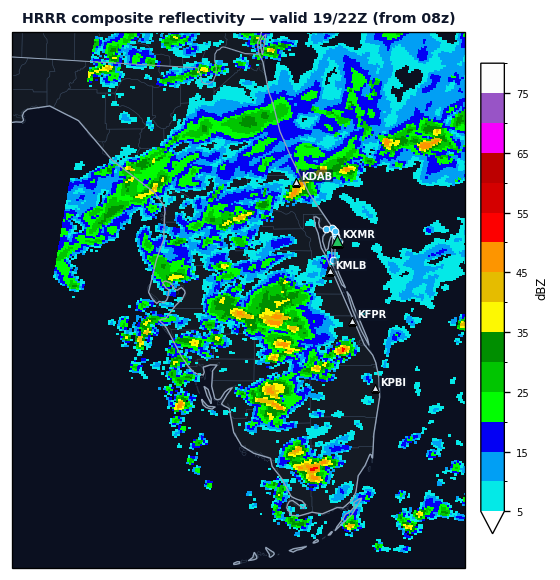 HRRR composite reflectivity — valid 19/22Z (from 08z)
KDAB
KXMR
KMLB
KFPR
KPBI
75
65
55
45
35
25
15
5
dBZ